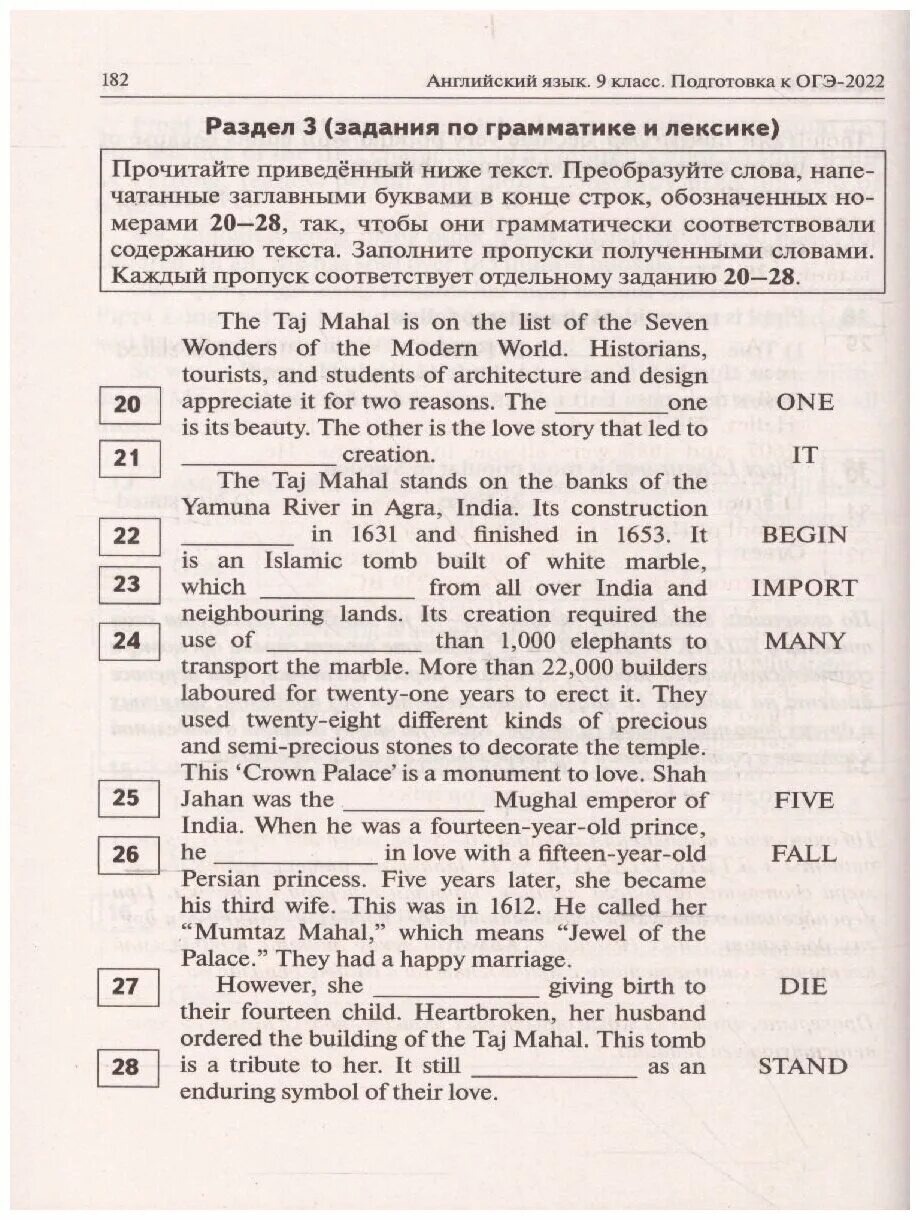 182
Английский язык. 9 класс. Подготовка к ОГЭ-2022
Раздел 3 (задания по грамматике и лексике)
Прочитайте приведённый ниже текст. Преобразуйте слова, напе-
чатанные заглавными буквами в конце строк, обозначенных но-
мерами 20—28, так, чтобы они грамматически соответствовали
содержанию текста. Заполните пропуски полученными словами.
Каждый пропуск соответствует отдельному заданию 20—28.
The Taj Mahal is on the list of the Seven
Wonders of the Modern World. Historians,
tourists, and students of architecture and design
20 appreciate it for two reasons. The __________one ONE
is its beauty. The other is the love story that led to
21 ______________ creation. IT
The Taj Mahal stands on the banks of the
Yamuna River in Agra, India. Its construction
22 __________ in 1631 and finished in 1653. It BEGIN
is an Islamic tomb built of white marble,
23 which ______________ from all over India and IMPORT
neighbouring lands. Its creation required the
24 use of ______________ than 1,000 elephants to MANY
transport the marble. More than 22,000 builders
laboured for twenty-one years to erect it. They
used twenty-eight different kinds of precious
and semi-precious stones to decorate the temple.
This ‘Crown Palace’ is a monument to love. Shah
25 Jahan was the ____________ Mughal emperor of FIVE
India. When he was a fourteen-year-old prince,
26 he ______________ in love with a fifteen-year-old FALL
Persian princess. Five years later, she became
his third wife. This was in 1612. He called her
“Mumtaz Mahal,” which means “Jewel of the
Palace.” They had a happy marriage.
27 However, she ______________ giving birth to DIE
their fourteen child. Heartbroken, her husband
ordered the building of the Taj Mahal. This tomb
28 is a tribute to her. It still ______________ as an STAND
enduring symbol of their love.